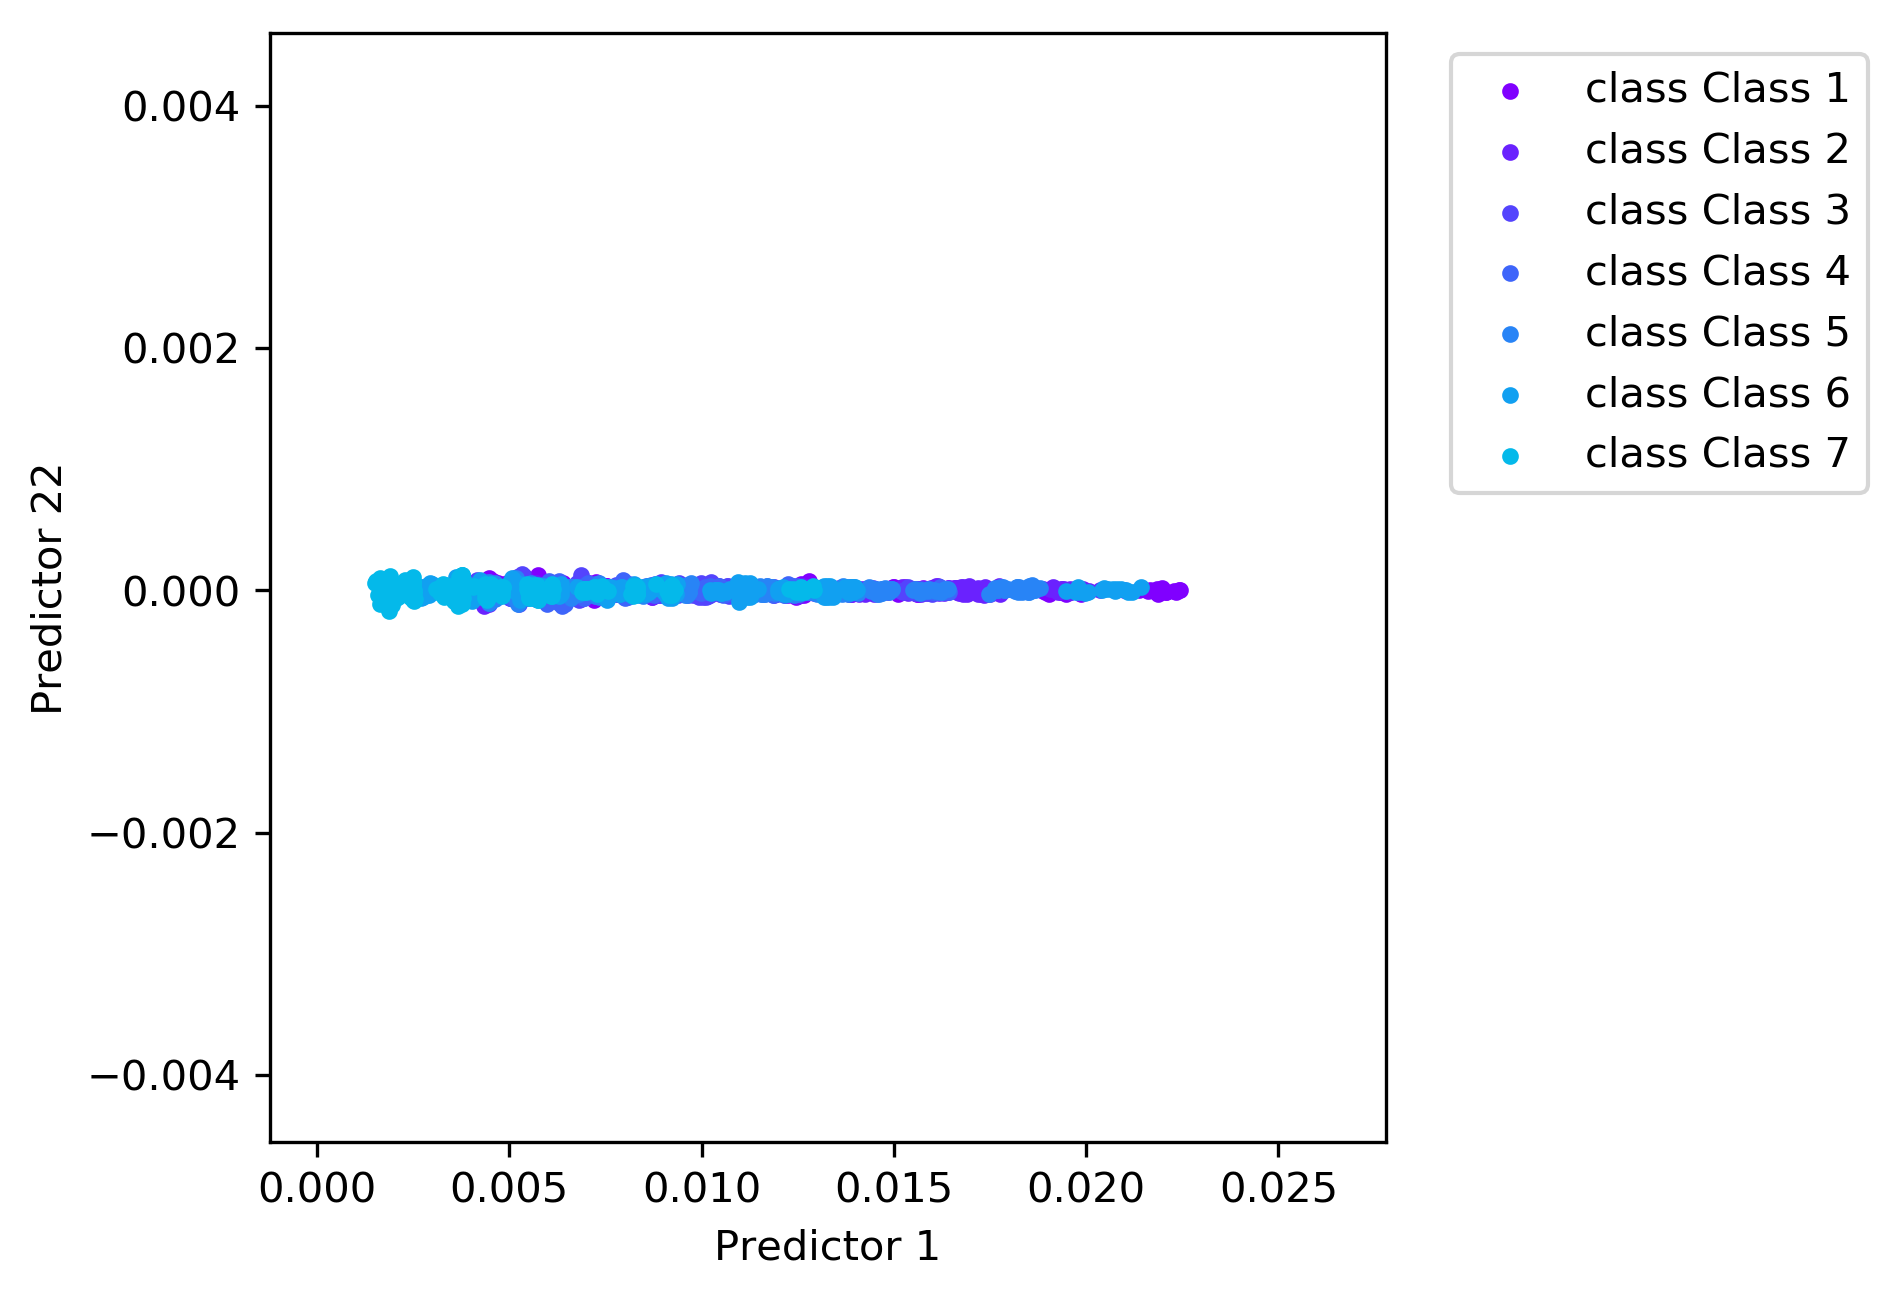 0.004
0.002
0.000
−0.002
−0.004
Predictor 22
0.000 0.005 0.010 0.015 0.020 0.025
Predictor 1
class Class 1
class Class 2
class Class 3
class Class 4
class Class 5
class Class 6
class Class 7